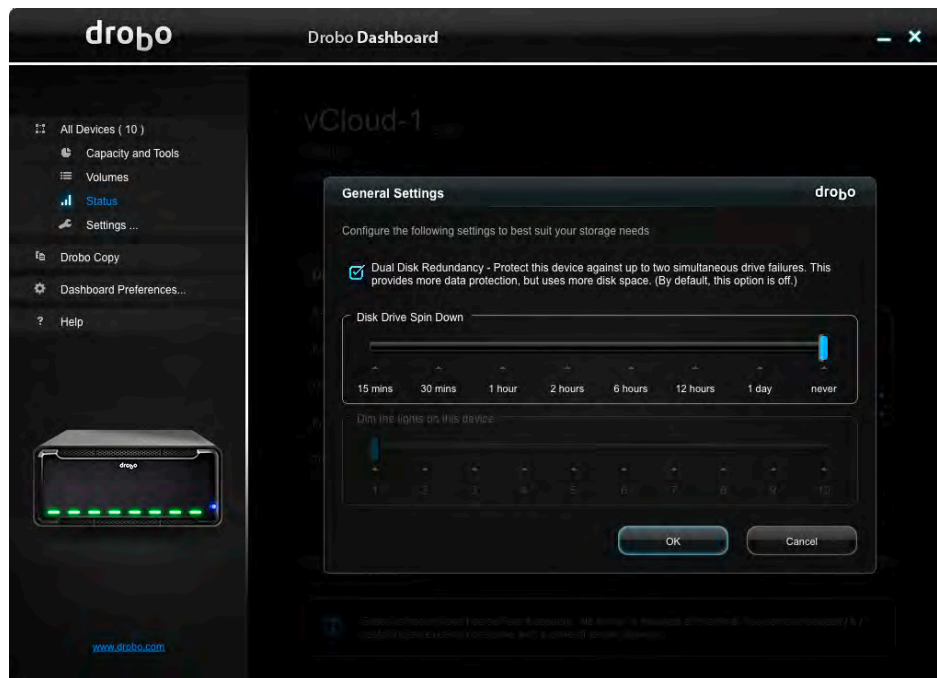 drobo
Drobo Dashboard
All Devices ( 10 )
Capacity and Tools
Volumes
Status
Settings ...
Drobo Copy
Dashboard Preferences...
? Help
drobo
www.drobo.com
vCloud-1
General Settings
drobo
Configure the following settings to best suit your storage needs
Dual Disk Redundancy - Protect this device against up to two simultaneous drive failures. This
provides more data protection, but uses more disk space. (By default, this option is off.)
Disk Drive Spin Down
15 mins 30 mins 1 hour 2 hours 6 hours 12 hours 1 day never
Dim the lights on this device
1 2 3 4 5 6 7 8 9 10
OK Cancel